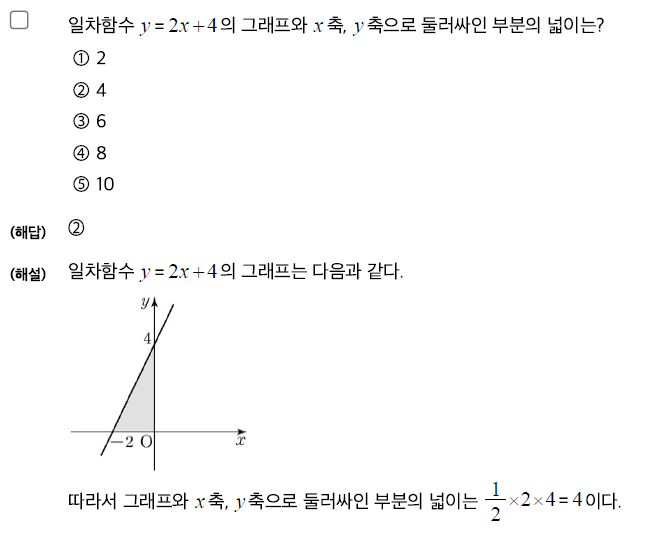 일차함수 y = 2x + 4의 그래프와 x축, y축으로 둘러싸인 부분의 넓이는?
① 2
② 4
③ 6
④ 8
⑤ 10
(해답) ②
(해설) 일차함수 y = 2x + 4의 그래프는 다음과 같다.
y
4
-2 O x
따라서 그래프와 x축, y축으로 둘러싸인 부분의 넓이는 1/2 ×2×4 = 4이다.